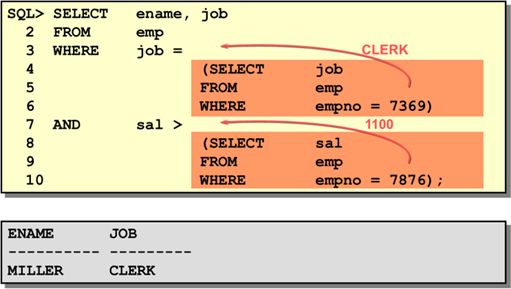 SQL> SELECT ename, job
2 FROM emp
3 WHERE job = CLERK
4 (SELECT job
5 FROM emp
6 WHERE empno = 7369)
7 AND sal > 1100
8 (SELECT sal
9 FROM emp
10 WHERE empno = 7876);
ENAME JOB
---------- ---------
MILLER CLERK